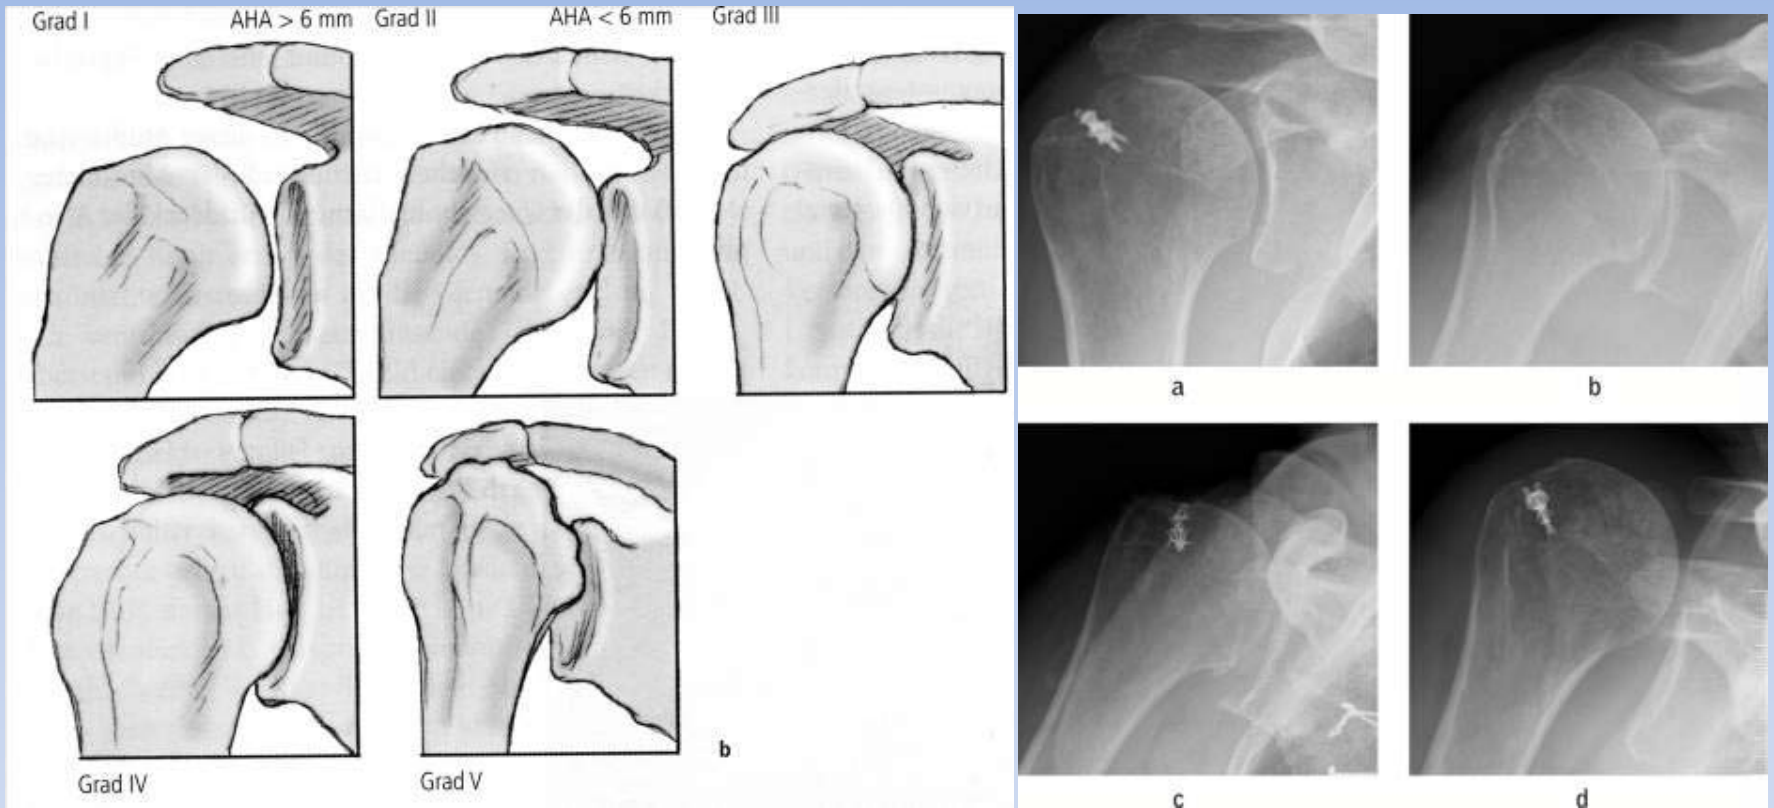 Grad I AHA > 6 mm
Grad II AHA < 6 mm
Grad III
Grad IV
Grad V
b
a
b
c
d